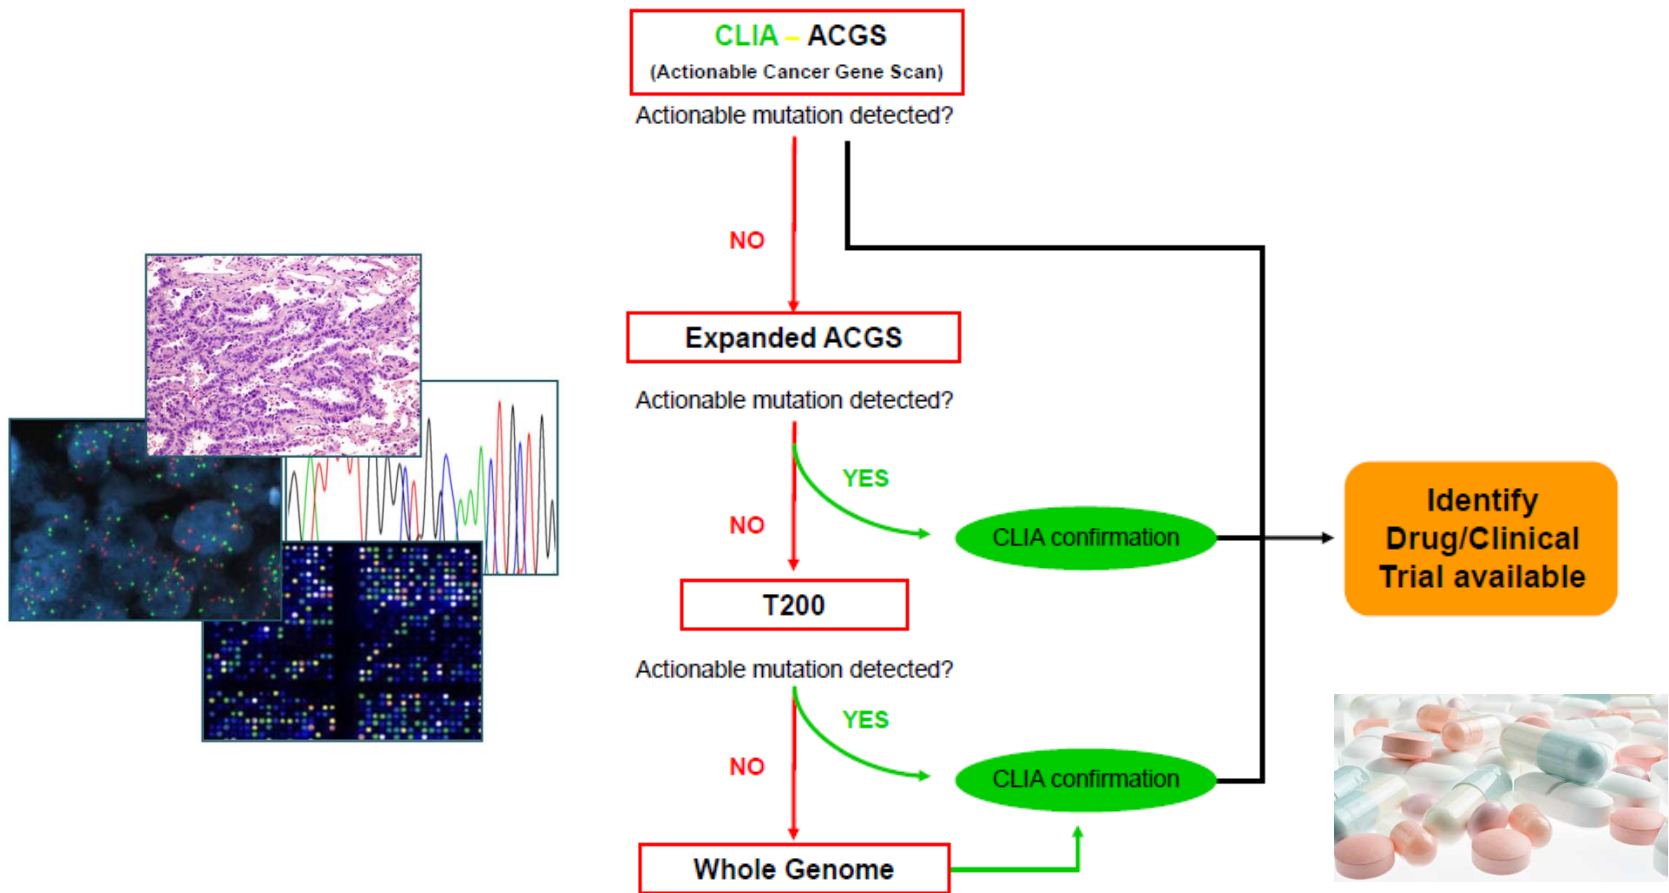 CLIA – ACGS
(Actionable Cancer Gene Scan)
Actionable mutation detected?
NO
Expanded ACGS
Actionable mutation detected?
YES
NO
CLIA confirmation
Identify
Drug/Clinical
Trial available
T200
Actionable mutation detected?
YES
NO
CLIA confirmation
Whole Genome